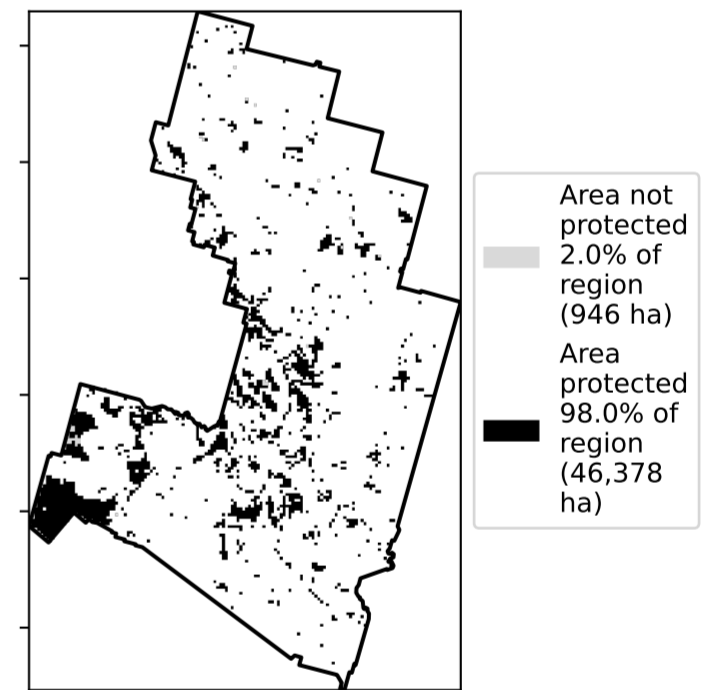 Area not
protected
2.0% of
region
(946 ha)
Area
protected
98.0% of
region
(46,378
ha)